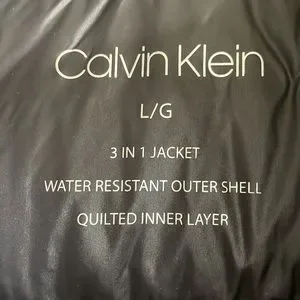 Calvin Klein
L/G
3 IN 1 JACKET
WATER RESISTANT OUTER SHELL
QUILTED INNER LAYER